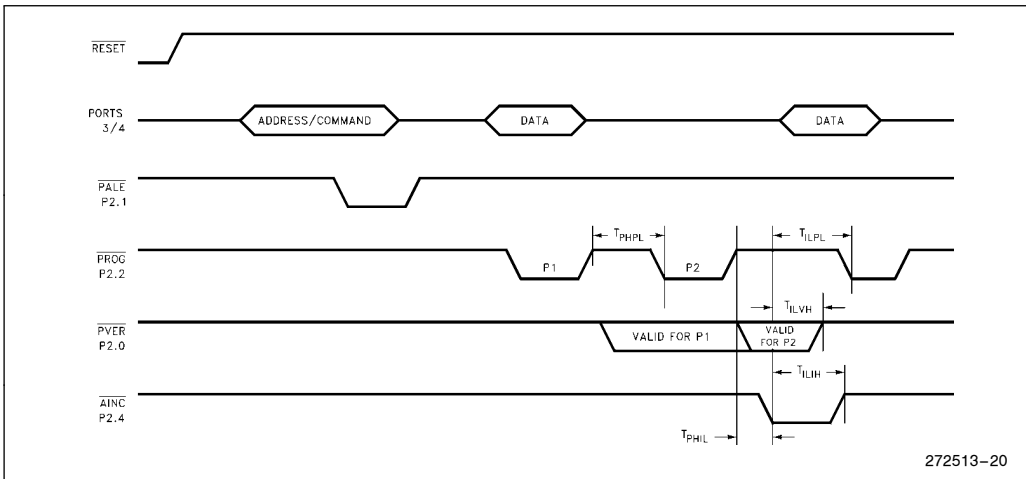 RESET
PORTS
3/4
ADDRESS/COMMAND
DATA
DATA
PALE
P2.1
PROG
P2.2
P1
TPHPL
P2
TILPL
PVER
P2.0
VALID FOR P1
VALID
FOR P2
TILVH
AINC
P2.4
TILIH
TPHIL
272513–20